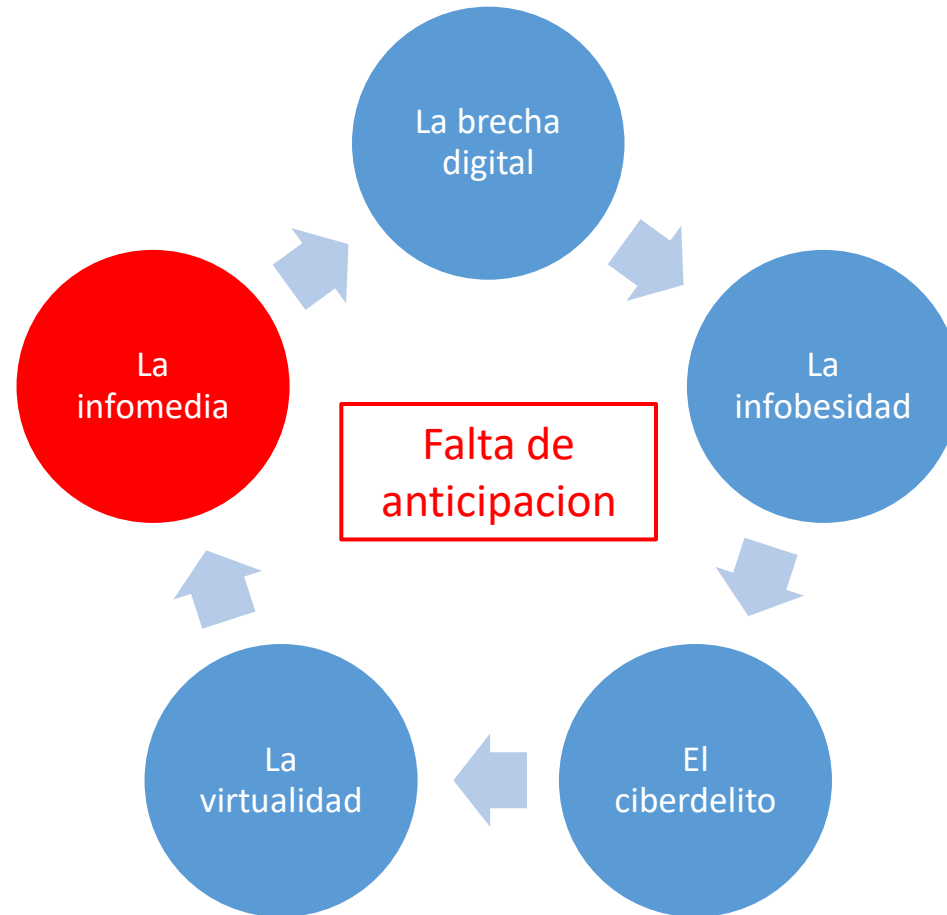 La brecha
digital
La
infomedia
La
infobesidad
Falta de
anticipacion
La
virtualidad
El
ciberdelito